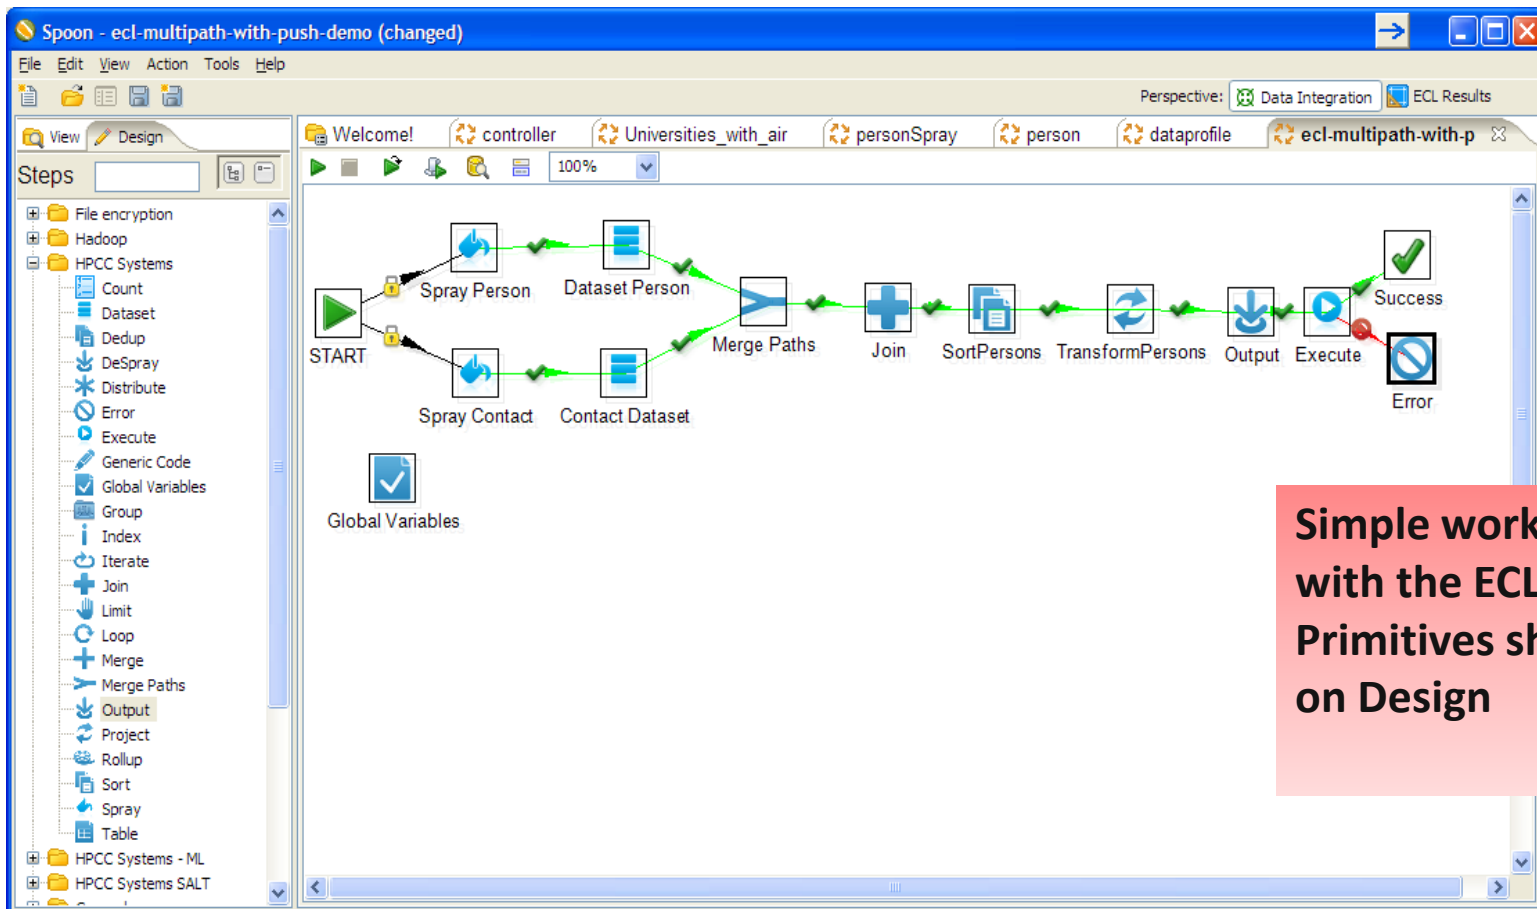 Spoon - ecl-multipath-with-push-demo (changed)
File Edit View Action Tools Help
Perspective: Data Integration ECL Results
View Design
Welcome! controller Universities_with_air personSpray person dataprofile ecl-multipath-with-p
Steps
100%
File encryption
Hadoop
HPCC Systems
Count
Dataset
Dedup
DeSpray
Distribute
Error
Execute
Generic Code
Global Variables
Group
Index
Iterate
Join
Limit
Loop
Merge
Merge Paths
Output
Project
Rollup
Sort
Spray
Table
HPCC Systems - ML
HPCC Systems SALT
START
Spray Person
Dataset Person
Spray Contact
Contact Dataset
Merge Paths
Join
SortPersons
TransformPersons
Output
Execute
Success
Error
Global Variables
Simple work
with the ECL
Primitives sh
on Design